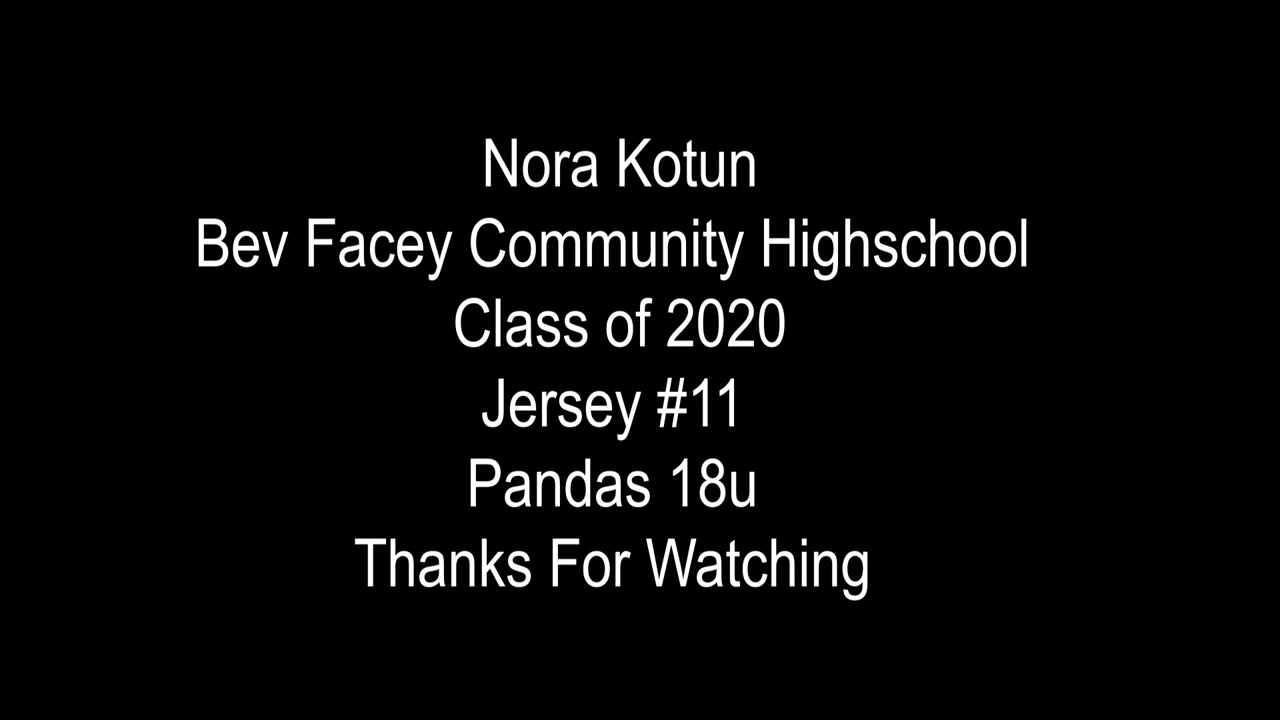 Nora Kotun
Bev Facey Community Highschool
Class of 2020
Jersey #11
Pandas 18u
Thanks For Watching